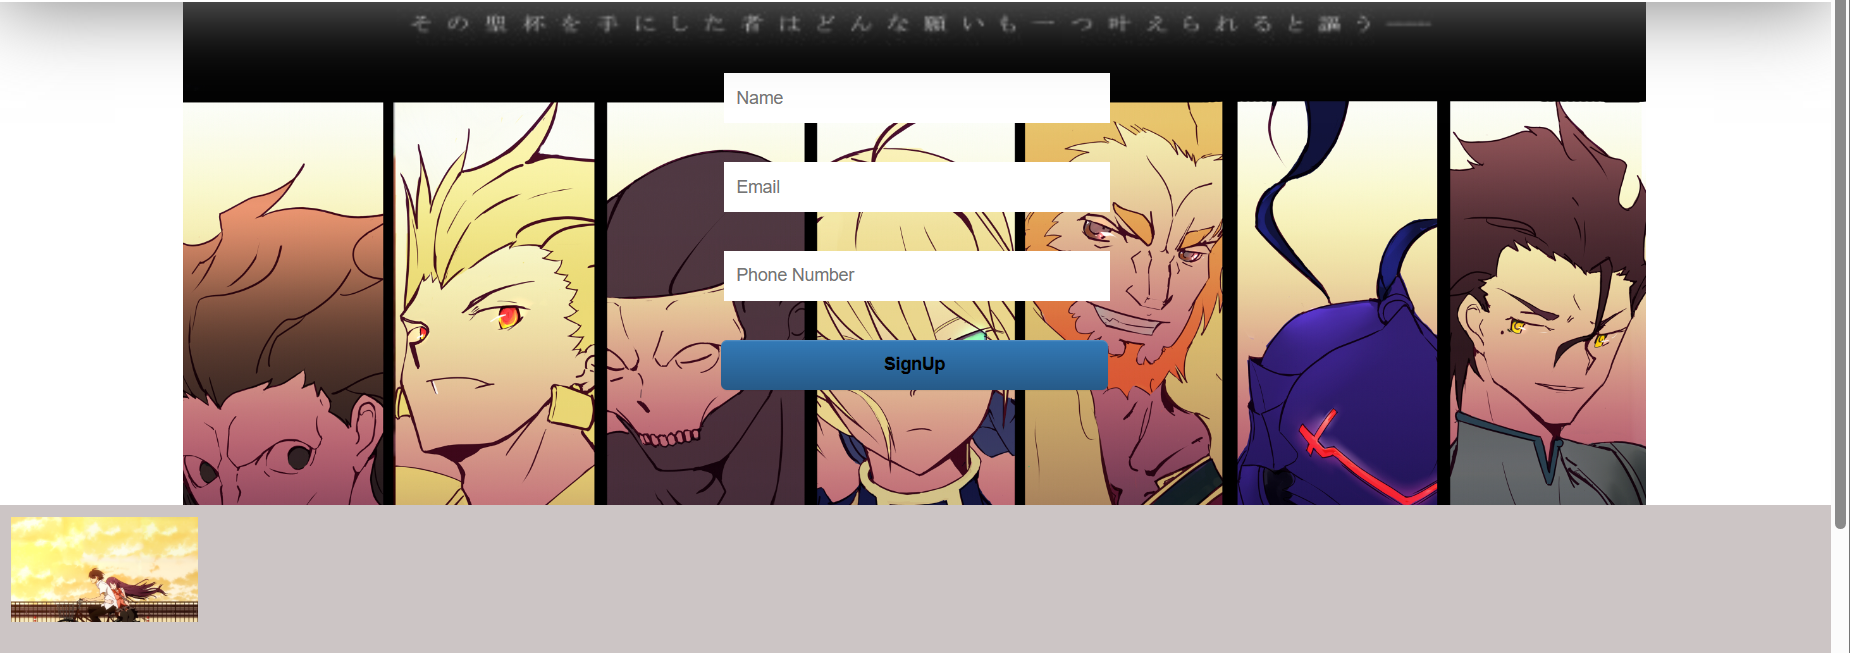 その聖杯を手にした者はどんな願いも一つ叶えられると謳う──
Name
Email
Phone Number
SignUp